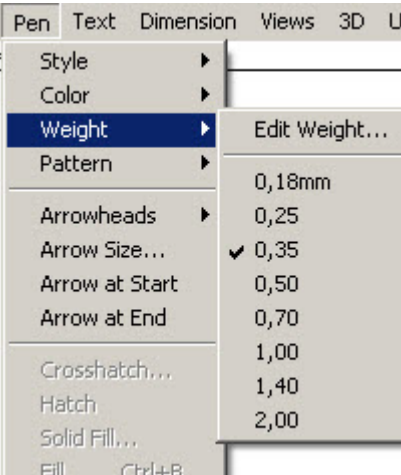 Pen Text Dimension Views 3D U
Style
Color
Weight
Pattern
Arrowheads
Arrow Size...
Arrow at Start
Arrow at End
Crosshatch...
Hatch
Solid Fill...
Fill... Ctrl+B
Edit Weight...
0,18mm
0,25
0,35
0,50
0,70
1,00
1,40
2,00